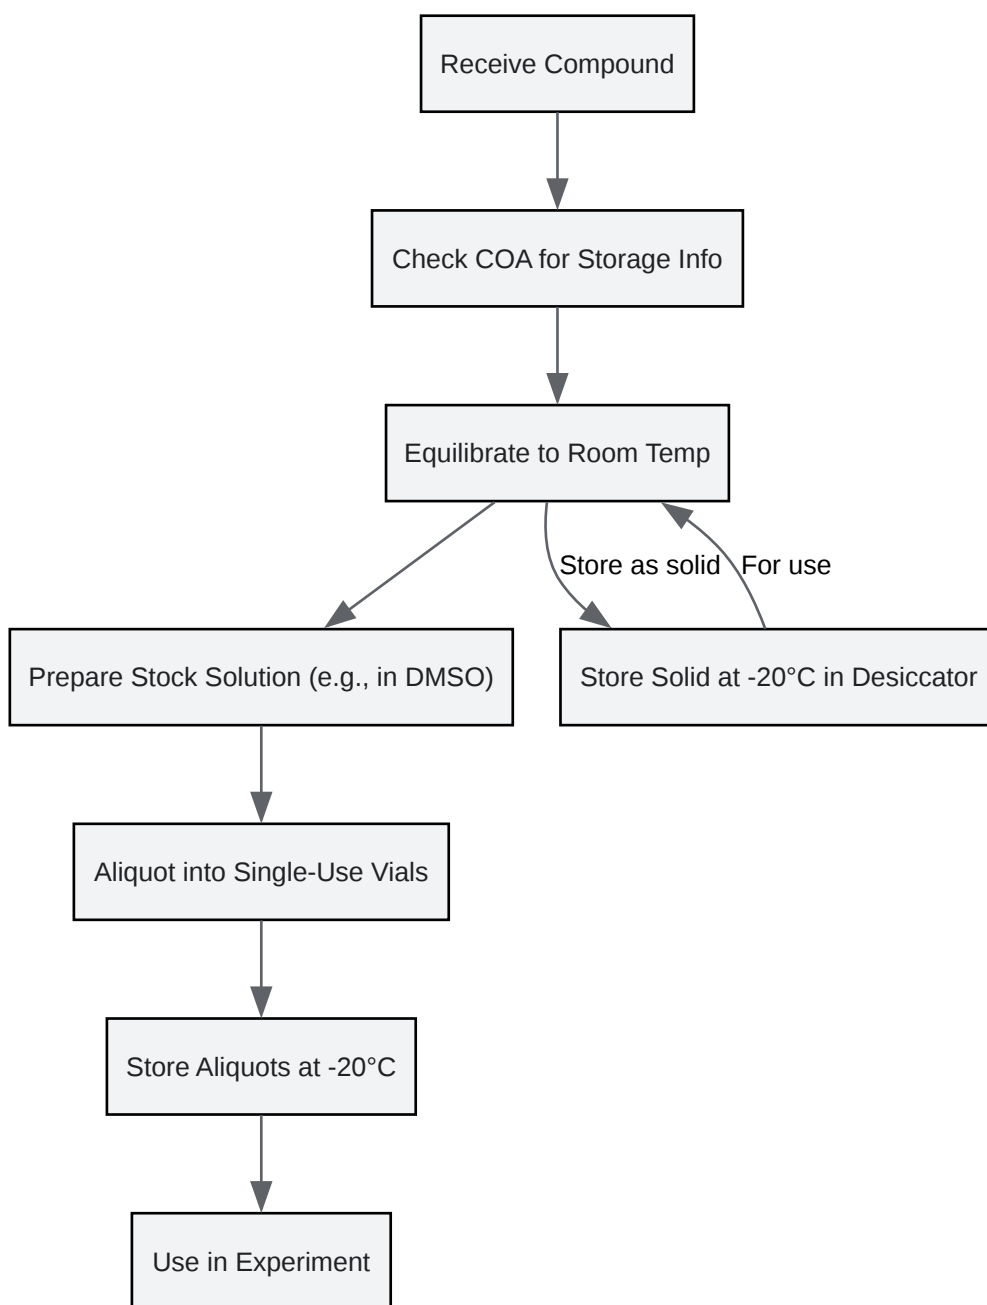 Receive Compound
Check COA for Storage Info
Equilibrate to Room Temp
Store as solid
For use
Prepare Stock Solution (e.g., in DMSO)
Store Solid at -20°C in Desiccator
Aliquot into Single-Use Vials
Store Aliquots at -20°C
Use in Experiment